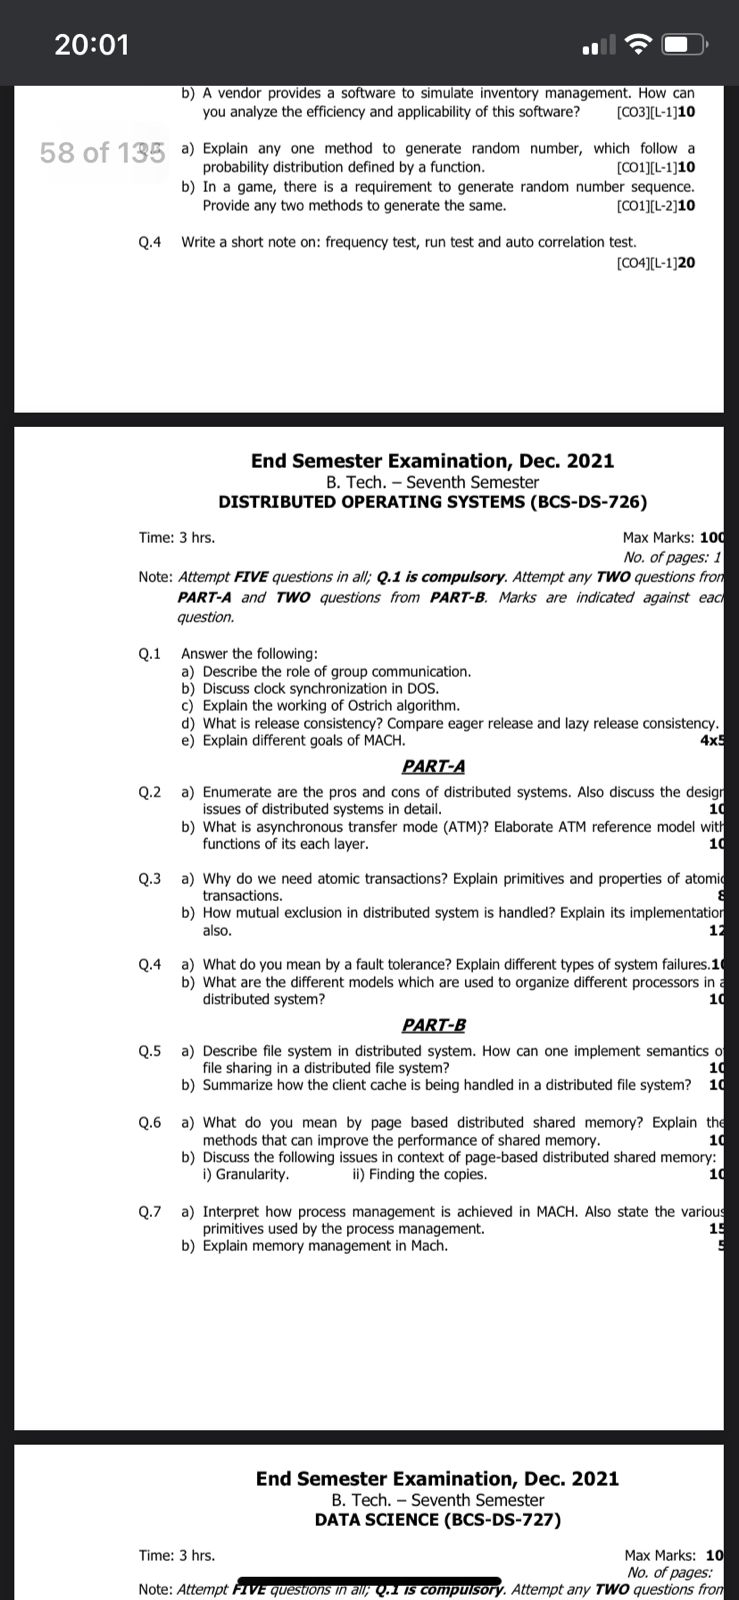 20:01
b) A vendor provides a software to simulate inventory management. How can
you analyze the efficiency and applicability of this software? [CO3][L-1]10
58 of 135
a) Explain any one method to generate random number, which follow a
probability distribution defined by a function. [CO1][L-1]10
b) In a game, there is a requirement to generate random number sequence.
Provide any two methods to generate the same. [CO1][L-2]10
Q.4 Write a short note on: frequency test, run test and auto correlation test.
[CO4][L-1]20
End Semester Examination, Dec. 2021
B. Tech. – Seventh Semester
DISTRIBUTED OPERATING SYSTEMS (BCS-DS-726)
Time: 3 hrs. Max Marks: 100
No. of pages: 1
Note: Attempt FIVE questions in all; Q.1 is compulsory. Attempt any TWO questions from
PART-A and TWO questions from PART-B. Marks are indicated against each
question.
Q.1 Answer the following:
a) Describe the role of group communication.
b) Discuss clock synchronization in DOS.
c) Explain the working of Ostrich algorithm.
d) What is release consistency? Compare eager release and lazy release consistency.
e) Explain different goals of MACH. 4x5
PART-A
Q.2 a) Enumerate are the pros and cons of distributed systems. Also discuss the design
issues of distributed systems in detail. 10
b) What is asynchronous transfer mode (ATM)? Elaborate ATM reference model with
functions of its each layer. 10
Q.3 a) Why do we need atomic transactions? Explain primitives and properties of atomic
transactions. 8
b) How mutual exclusion in distributed system is handled? Explain its implementation
also. 12
Q.4 a) What do you mean by a fault tolerance? Explain different types of system failures.10
b) What are the different models which are used to organize different processors in a
distributed system? 10
PART-B
Q.5 a) Describe file system in distributed system. How can one implement semantics of
file sharing in a distributed file system? 10
b) Summarize how the client cache is being handled in a distributed file system? 10
Q.6 a) What do you mean by page based distributed shared memory? Explain the
methods that can improve the performance of shared memory. 10
b) Discuss the following issues in context of page-based distributed shared memory:
i) Granularity. ii) Finding the copies. 10
Q.7 a) Interpret how process management is achieved in MACH. Also state the various
primitives used by the process management. 15
b) Explain memory management in Mach. 5
End Semester Examination, Dec. 2021
B. Tech. – Seventh Semester
DATA SCIENCE (BCS-DS-727)
Time: 3 hrs. Max Marks: 10
No. of pages:
Note: Attempt FIVE questions in all; Q.1 is compulsory. Attempt any TWO questions from